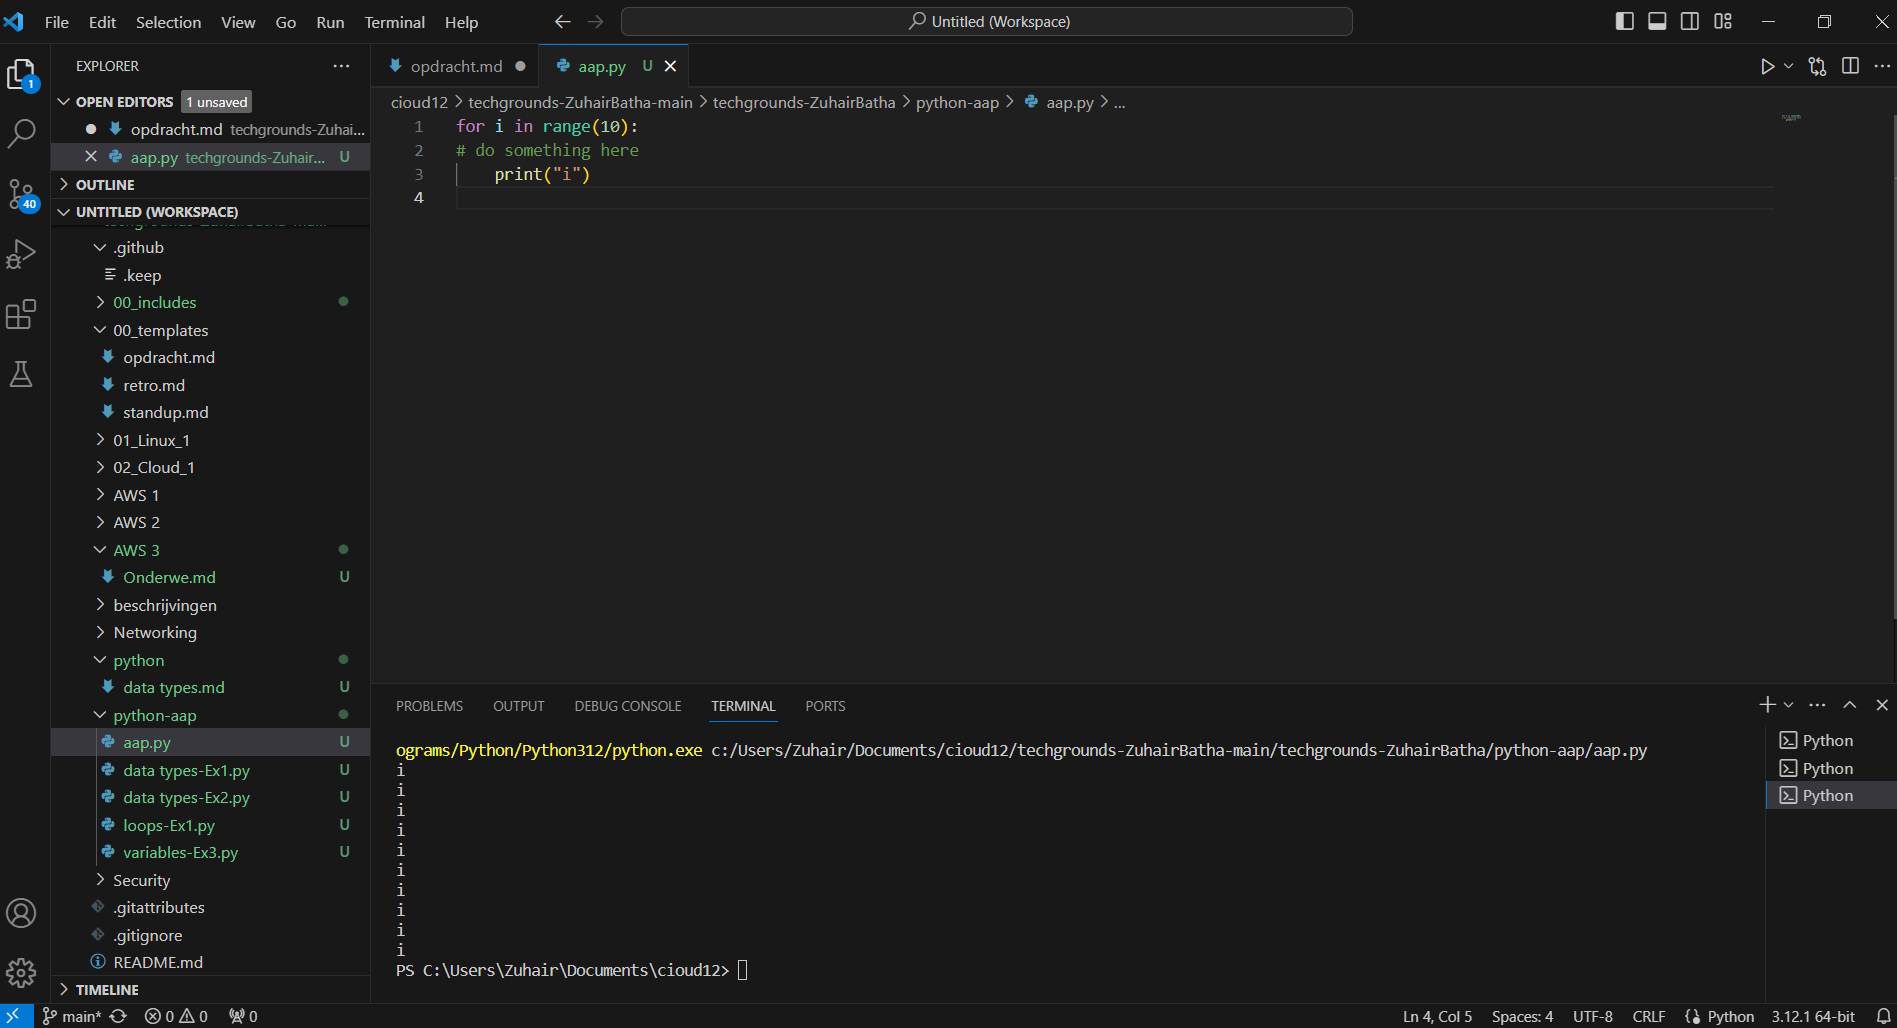 File Edit Selection View Go Run Terminal Help
Untitled (Workspace)
EXPLORER
OPEN EDITORS 1 unsaved
opdracht.md techgrounds-Zuhai...
aap.py techgrounds-Zuhair... U
OUTLINE
UNTITLED (WORKSPACE)
.github
.keep
00_includes
00_templates
opdracht.md
retro.md
standup.md
01_Linux_1
02_Cloud_1
AWS 1
AWS 2
AWS 3
Onderwe.md U
beschrijvingen
Networking
python
data types.md U
python-aap
aap.py U
data types-Ex1.py U
data types-Ex2.py U
loops-Ex1.py U
variables-Ex3.py U
Security
.gitattributes
.gitignore
README.md
TIMELINE
1
40
opdracht.md
aap.py U
cioud12 > techgrounds-ZuhairBatha-main > techgrounds-ZuhairBatha > python-aap > aap.py > ...
1 for i in range(10):
2 # do something here
3 print("i")
4
PROBLEMS OUTPUT DEBUG CONSOLE TERMINAL PORTS
ograms/Python/Python312/python.exe c:/Users/Zuhair/Documents/cioud12/techgrounds-ZuhairBatha-main/techgrounds-ZuhairBatha/python-aap/aap.py
i
i
i
i
i
i
i
i
i
i
PS C:\Users\Zuhair\Documents\cioud12>
Python
Python
Python
main* 0 0 0
Ln 4, Col 5 Spaces: 4 UTF-8 CRLF Python 3.12.1 64-bit